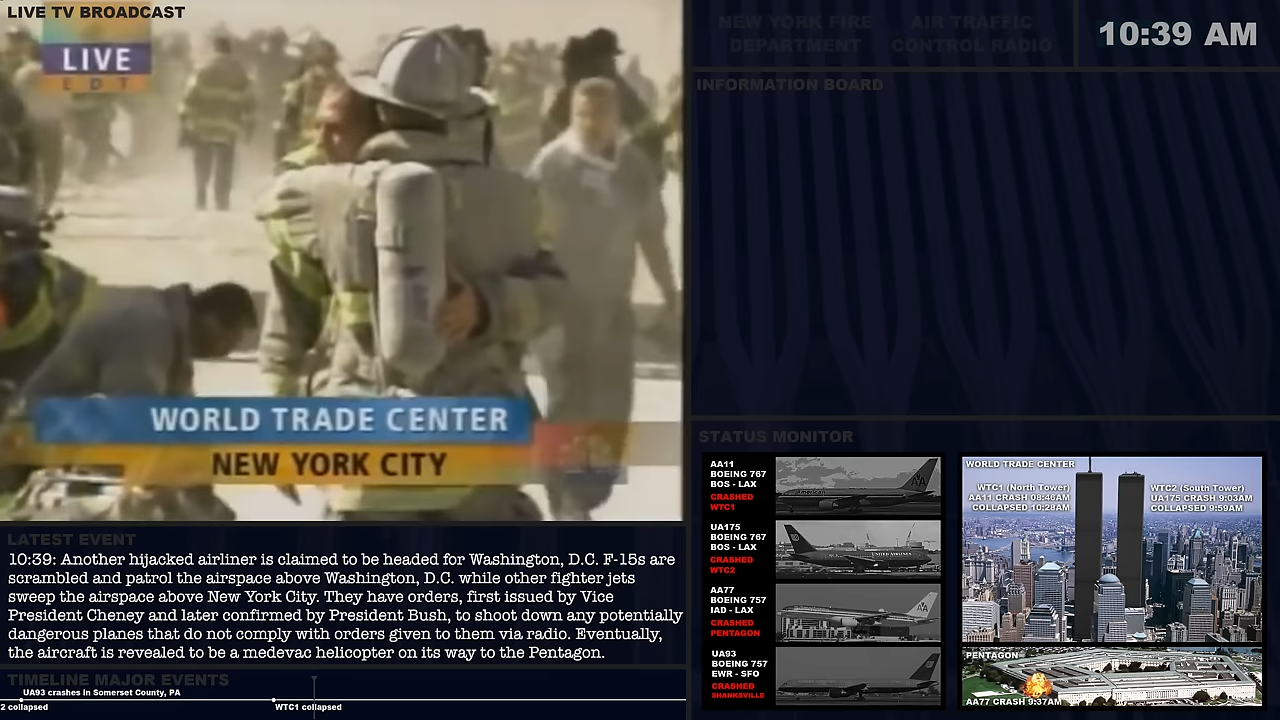 LIVE TV BROADCAST
LIVE
EDT
WORLD TRADE CENTER
NEW YORK CITY
NEW YORK FIRE
DEPARTMENT
AIR TRAFFIC
CONTROL RADIO
10:39 AM
INFORMATION BOARD
LATEST EVENT
10:39: Another hijacked airliner is claimed to be headed for Washington, D.C. F-15s are
and the airspace above Washington, D.C. while other fighter jets
sweep the airspace above New York City. They have orders, first issued by Vice
President Cheney and later confirmed by President Bush, to shoot down any potentially
dangerous planes that do not comply with orders given to them via radio. Eventually,
the aircraft is revealed to be a medevac helicopter on its way to the Pentagon.
TIMELINE MAJOR EVENTS
UA93 crashes in Somerset County, PA
2 collapsed
WTC1 collapsed
STATUS MONITOR
AA11
BOEING 767
BOS - LAX
CRASHED
WTC1
UA175
BOEING 767
BOS - LAX
CRASHED
WTC2
AA77
BOEING 757
IAD - LAX
CRASHED
PENTAGON
UA93
BOEING 757
EWR - SFO
CRASHED
SHANKSVILLE
WORLD TRADE CENTER
WTC1 (North Tower)
AA11 CRASH 08:46AM
COLLAPSED 10:28AM
WTC2 (South Tower)
UA175 CRASH 9:03AM
COLLAPSED 9:59AM
PENTAGON
AA77 CRASH 9:37AM